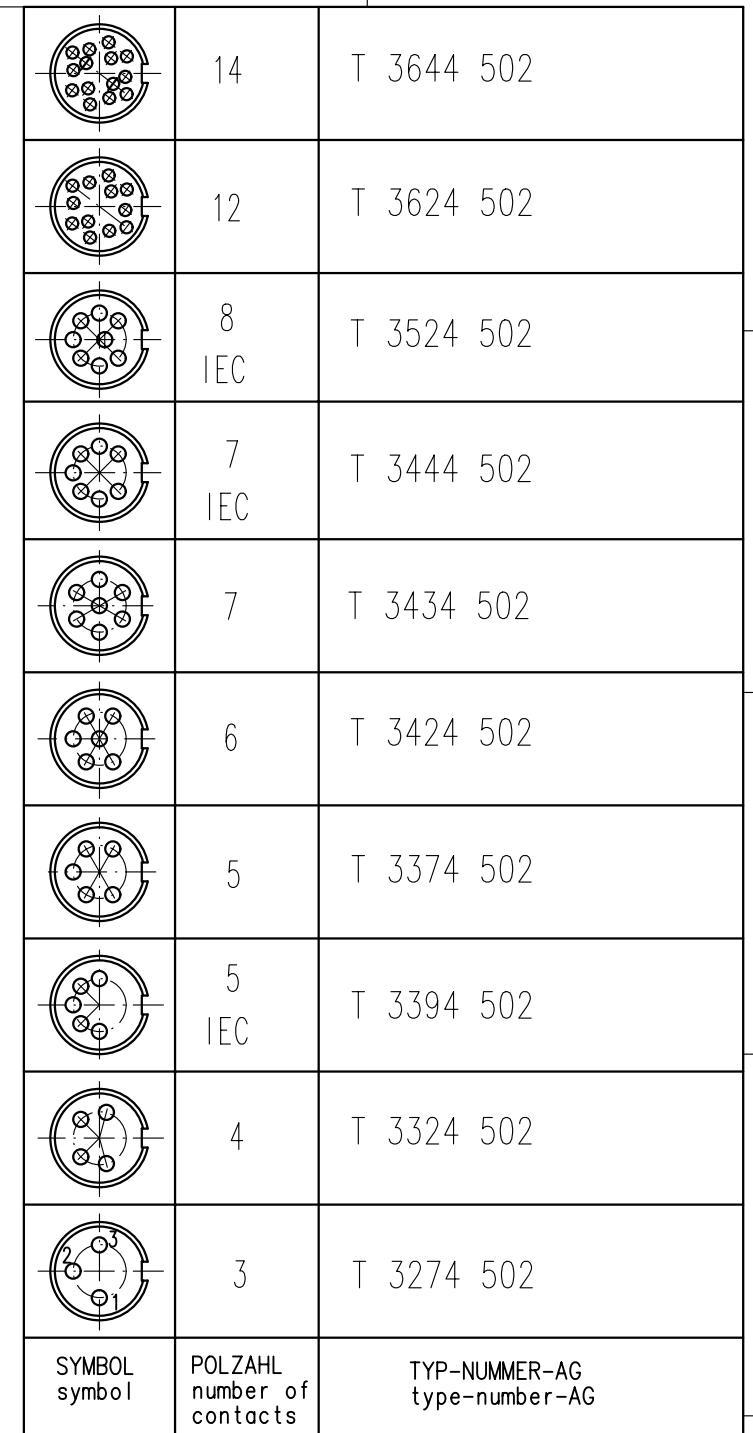 14 T 3644 502
12 T 3624 502
8 T 3524 502
IEC
7 T 3444 502
IEC
7 T 3434 502
6 T 3424 502
5 T 3374 502
5 T 3394 502
IEC
4 T 3324 502
3
2
1
3 T 3274 502
SYMBOL POLZAHL TYP-NUMMER-AG
symbol number of type-number-AG
contacts